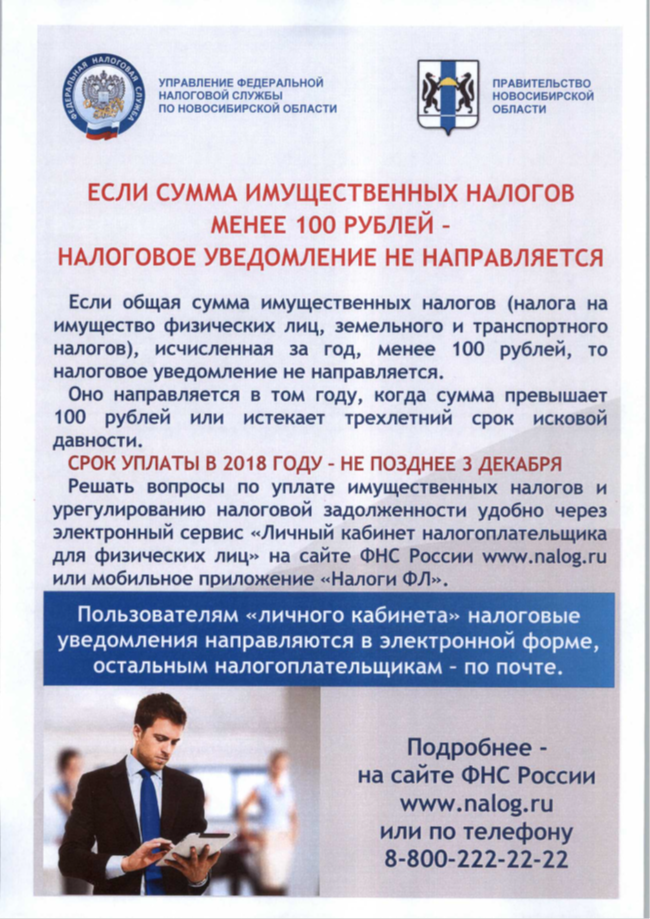 ФЕДЕРАЛЬНАЯ НАЛОГОВАЯ СЛУЖБА
УПРАВЛЕНИЕ ФЕДЕРАЛЬНОЙ
НАЛОГОВОЙ СЛУЖБЫ
ПО НОВОСИБИРСКОЙ ОБЛАСТИ
ПРАВИТЕЛЬСТВО
НОВОСИБИРСКОЙ
ОБЛАСТИ
ЕСЛИ СУММА ИМУЩЕСТВЕННЫХ НАЛОГОВ
МЕНЕЕ 100 РУБЛЕЙ –
НАЛОГОВОЕ УВЕДОМЛЕНИЕ НЕ НАПРАВЛЯЕТСЯ
Если общая сумма имущественных налогов (налога на
имущество физических лиц, земельного и транспортного
налогов), исчисленная за год, менее 100 рублей, то
налоговое уведомление не направляется.
Оно направляется в том году, когда сумма превышает
100 рублей или истекает трехлетний срок исковой
давности.
СРОК УПЛАТЫ В 2018 ГОДУ – НЕ ПОЗДНЕЕ 3 ДЕКАБРЯ
Решать вопросы по уплате имущественных налогов и
урегулированию налоговой задолженности удобно через
электронный сервис «Личный кабинет налогоплательщика
для физических лиц» на сайте ФНС России www.nalog.ru
или мобильное приложение «Налоги ФЛ».
Пользователям «личного кабинета» налоговые
уведомления направляются в электронной форме,
остальным налогоплательщикам – по почте.
Подробнее -
на сайте ФНС России
www.nalog.ru
или по телефону
8-800-222-22-22